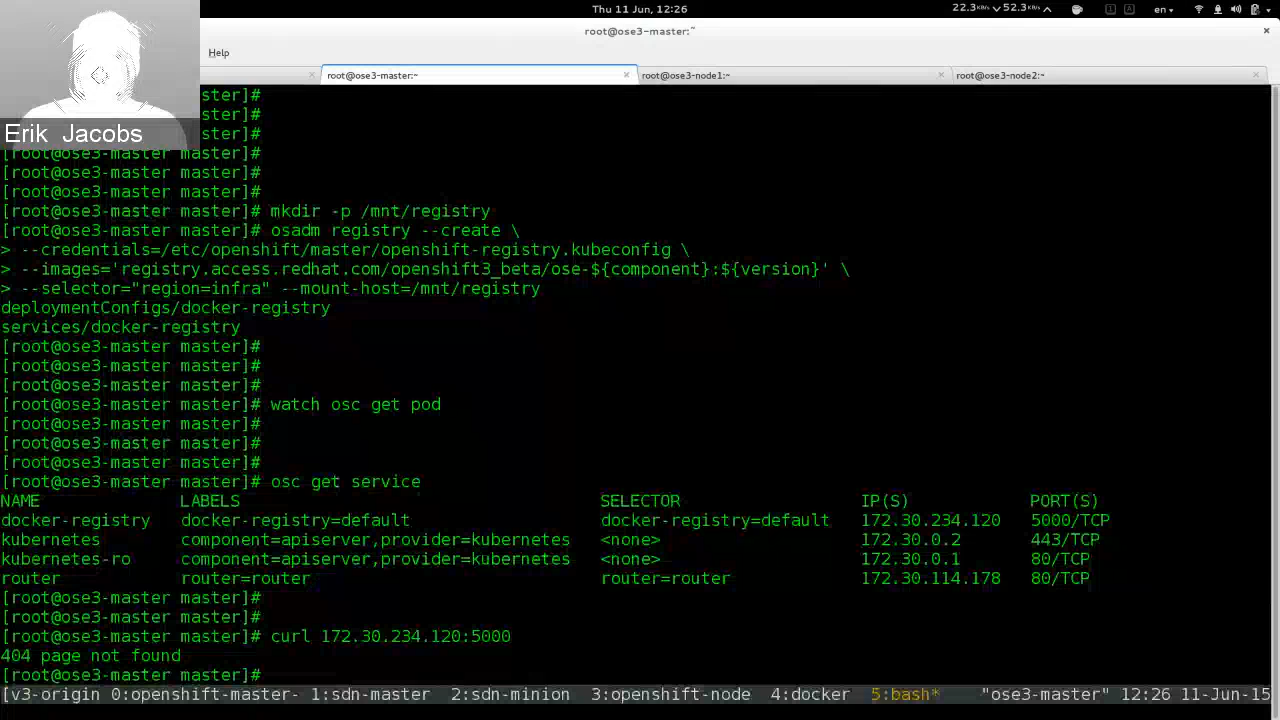 Thu 11 Jun, 12:26
22.3KB/s 52.3KB/s
en
root@ose3-master:~
Help
root@ose3-master:~ root@ose3-node1:~ root@ose3-node2:~
ster]#
master]#
master]#
Erik Jacobs
[root@ose3-master master]#
[root@ose3-master master]#
[root@ose3-master master]#
[root@ose3-master master]# mkdir -p /mnt/registry
[root@ose3-master master]# osadm registry --create \
> --credentials=/etc/openshift/master/openshift-registry.kubeconfig \
> --images='registry.access.redhat.com/openshift3_beta/ose-${component}:${version}' \
> --selector="region=infra" --mount-host=/mnt/registry
deploymentConfigs/docker-registry
services/docker-registry
[root@ose3-master master]#
[root@ose3-master master]#
[root@ose3-master master]#
[root@ose3-master master]# watch osc get pod
[root@ose3-master master]#
[root@ose3-master master]#
[root@ose3-master master]#
[root@ose3-master master]# osc get service
NAME LABELS SELECTOR IP(S) PORT(S)
docker-registry docker-registry=default docker-registry=default 172.30.234.120 5000/TCP
kubernetes component=apiserver,provider=kubernetes <none> 172.30.0.2 443/TCP
kubernetes-ro component=apiserver,provider=kubernetes <none> 172.30.0.1 80/TCP
router router=router router=router 172.30.114.178 80/TCP
[root@ose3-master master]#
[root@ose3-master master]#
[root@ose3-master master]# curl 172.30.234.120:5000
404 page not found
[root@ose3-master master]#
[v3-origin 0:openshift-master- 1:sdn-master 2:sdn-minion 3:openshift-node 4:docker 5:bash* "ose3-master" 12:26 11-Jun-15